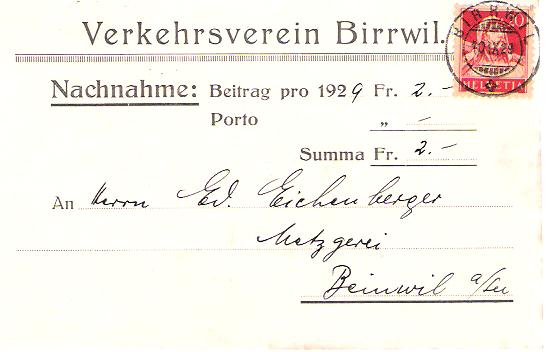 Verkehrsverein Birrwil.
BIRRWIL
HELVETIA
Nachnahme: Beitrag pro 1929 Fr. 2.-
Porto „ -
Summa Fr. 2.-
An Herrn Ed. Eichenberger
Metzgerei
Beinwil a/See